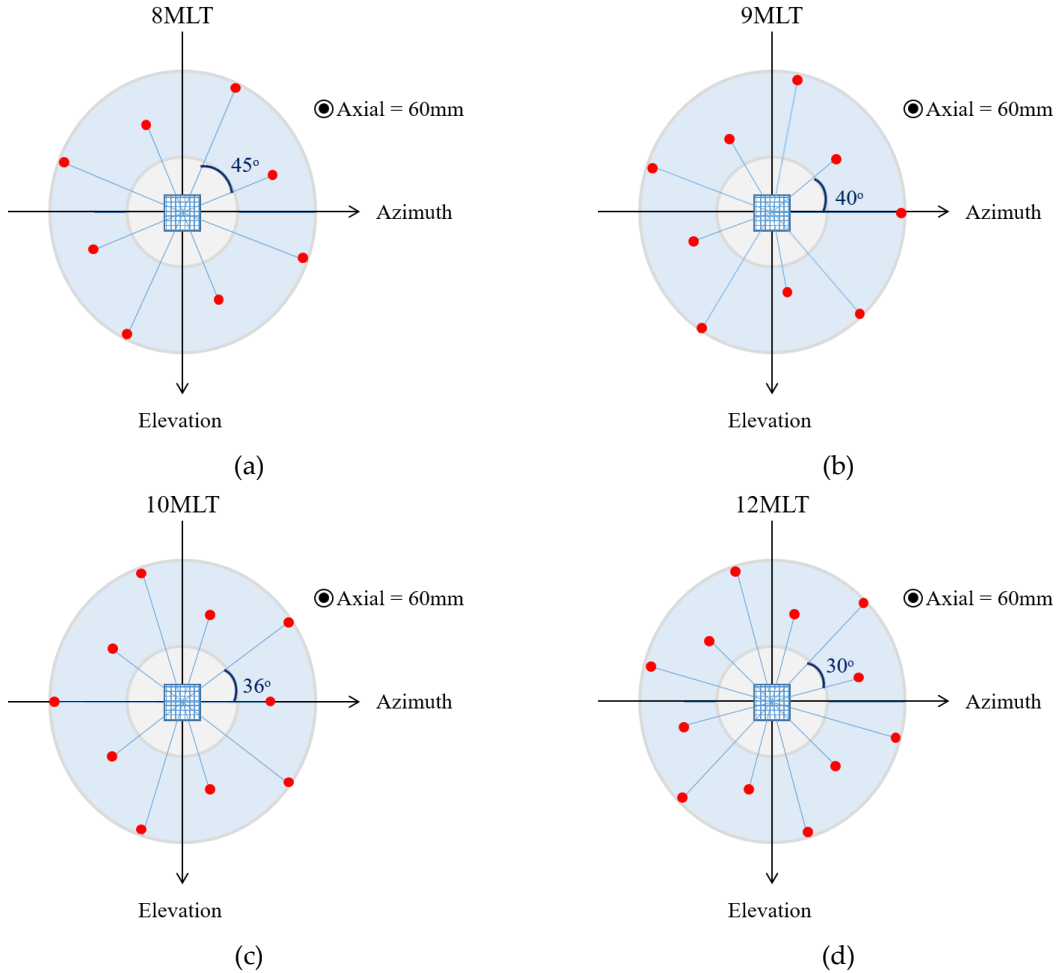 8MLT
9MLT
Axial = 60mm
Axial = 60mm
45°
40°
Azimuth
Azimuth
Elevation
Elevation
(a)
(b)
10MLT
12MLT
Axial = 60mm
Axial = 60mm
36°
30°
Azimuth
Azimuth
Elevation
Elevation
(c)
(d)